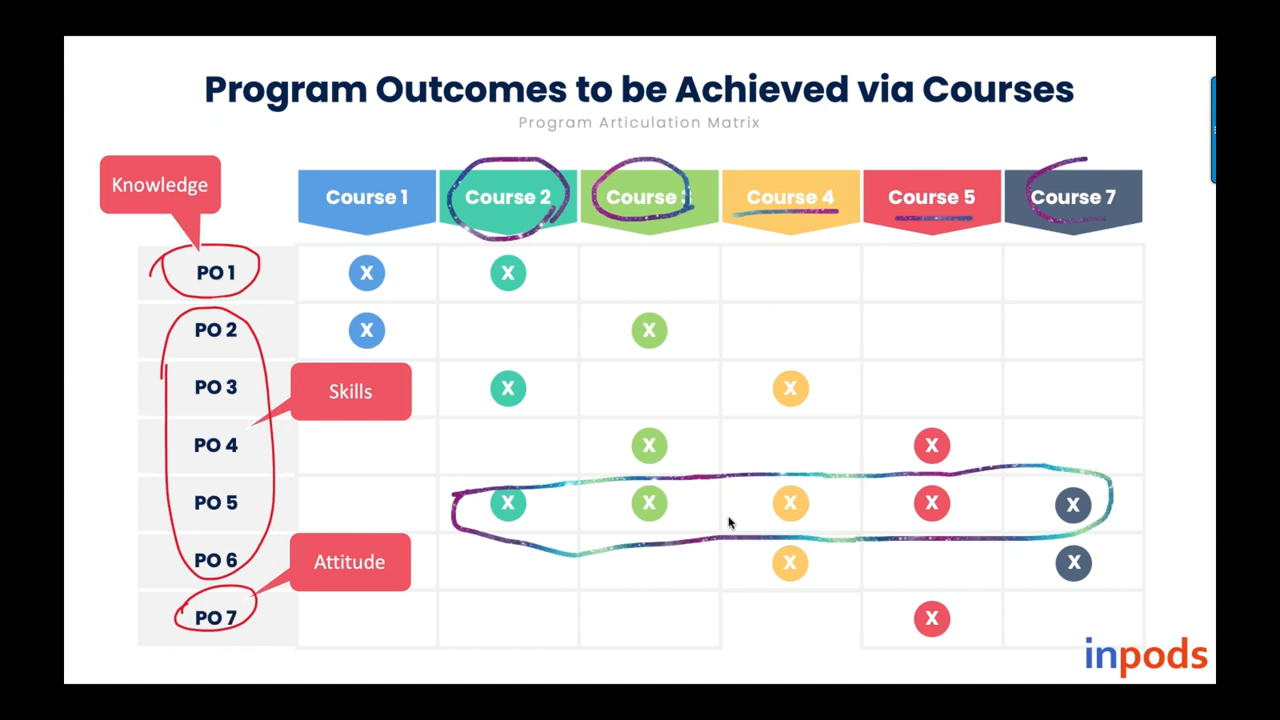 Program Outcomes to be Achieved via Courses
Program Articulation Matrix
Knowledge
Course 1 Course 2 Course 3 Course 4 Course 5 Course 7
PO 1 X X
PO 2 X X
PO 3 X X
Skills
PO 4 X X
PO 5 X X X X X
PO 6 X X
Attitude
PO 7 X
inpods